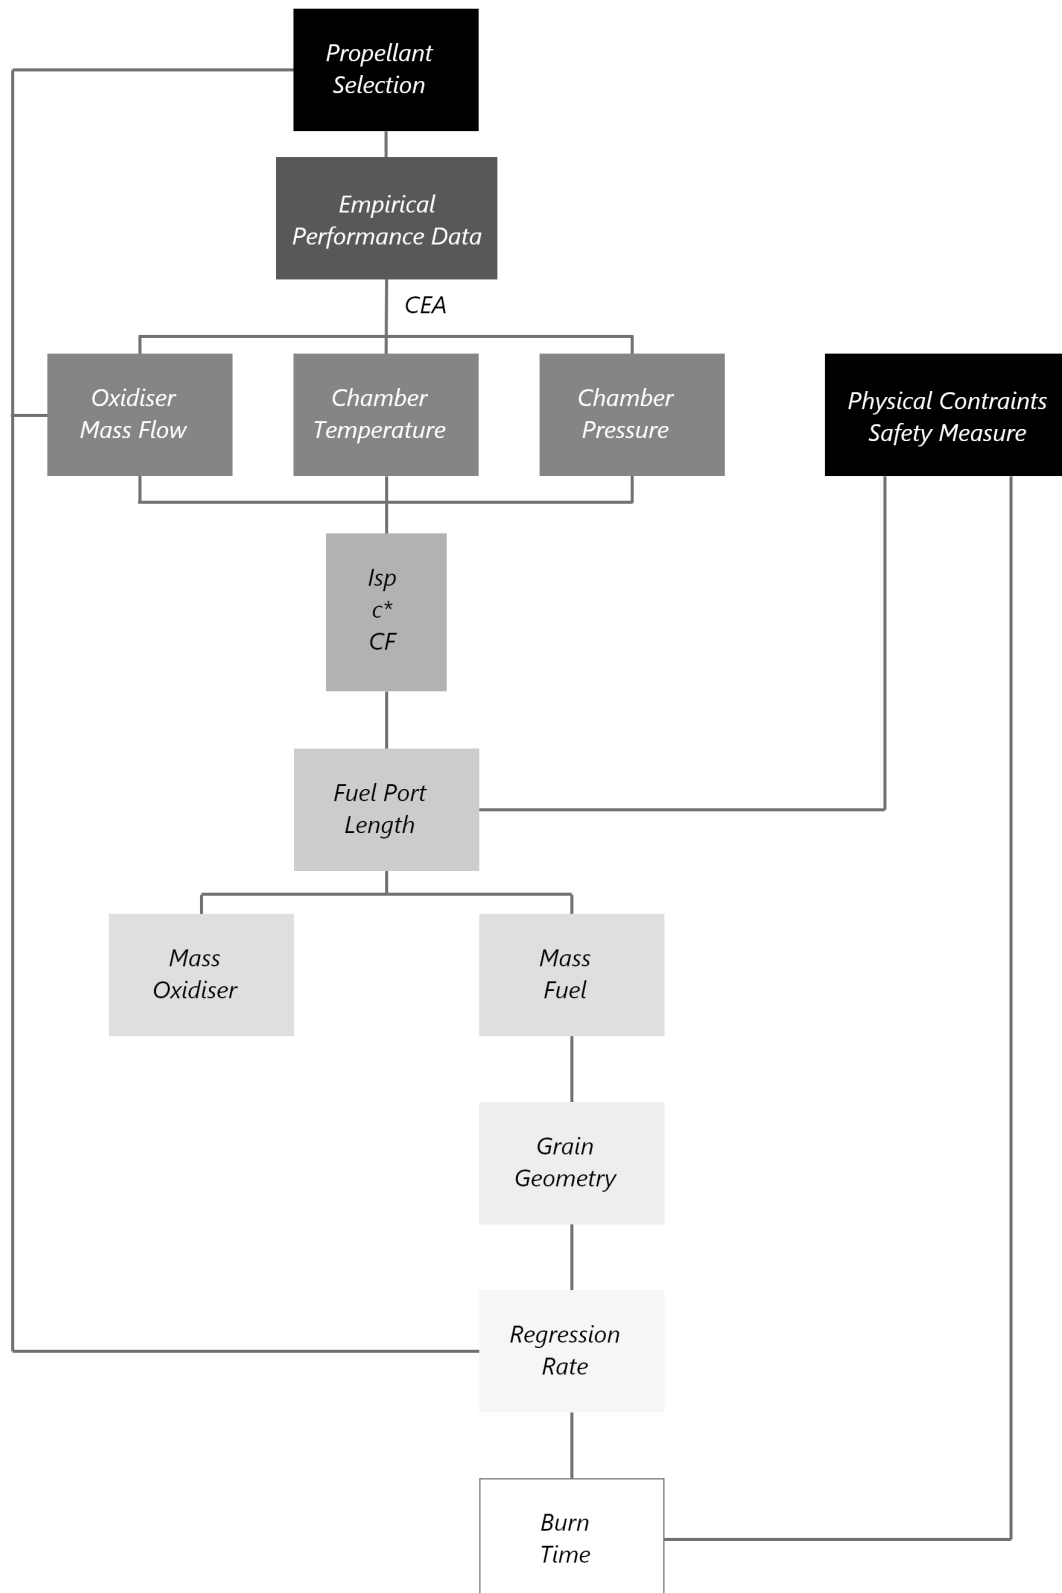 Propellant
Selection
Empirical
Performance Data
CEA
Oxidiser
Mass Flow
Chamber
Temperature
Chamber
Pressure
Physical Contraints
Safety Measure
Isp
c*
CF
Fuel Port
Length
Mass
Oxidiser
Mass
Fuel
Grain
Geometry
Regression
Rate
Burn
Time